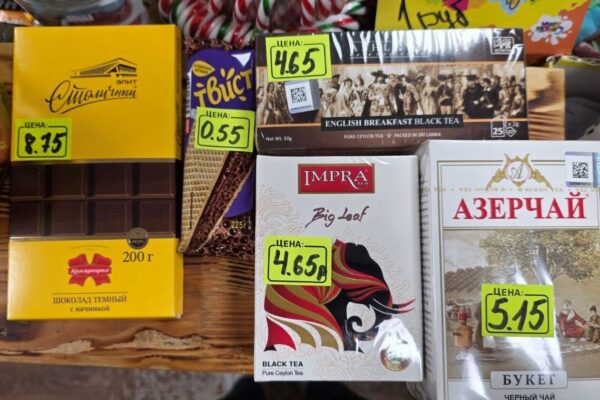 1 руб
Столичный
ЦЕНА:
8.75
200 г
Коммунарка
ШОКОЛАД ТЕМНЫЙ
с начинкой
ТВИСТ
ЦЕНА:
0.55
ЦЕНА:
4.65
ENGLISH BREAKFAST BLACK TEA
Net wt. 50g
PURE CEYLON TEA
PACKED IN SRI LANKA
25
IMPRA
Big Leaf
ЦЕНА:
4.65р
BLACK TEA
Pure Ceylon Tea
АЗЕРЧАЙ
ЦЕНА:
5.15
БУКЕТ
ЧЕРНЫЙ ЧАЙ